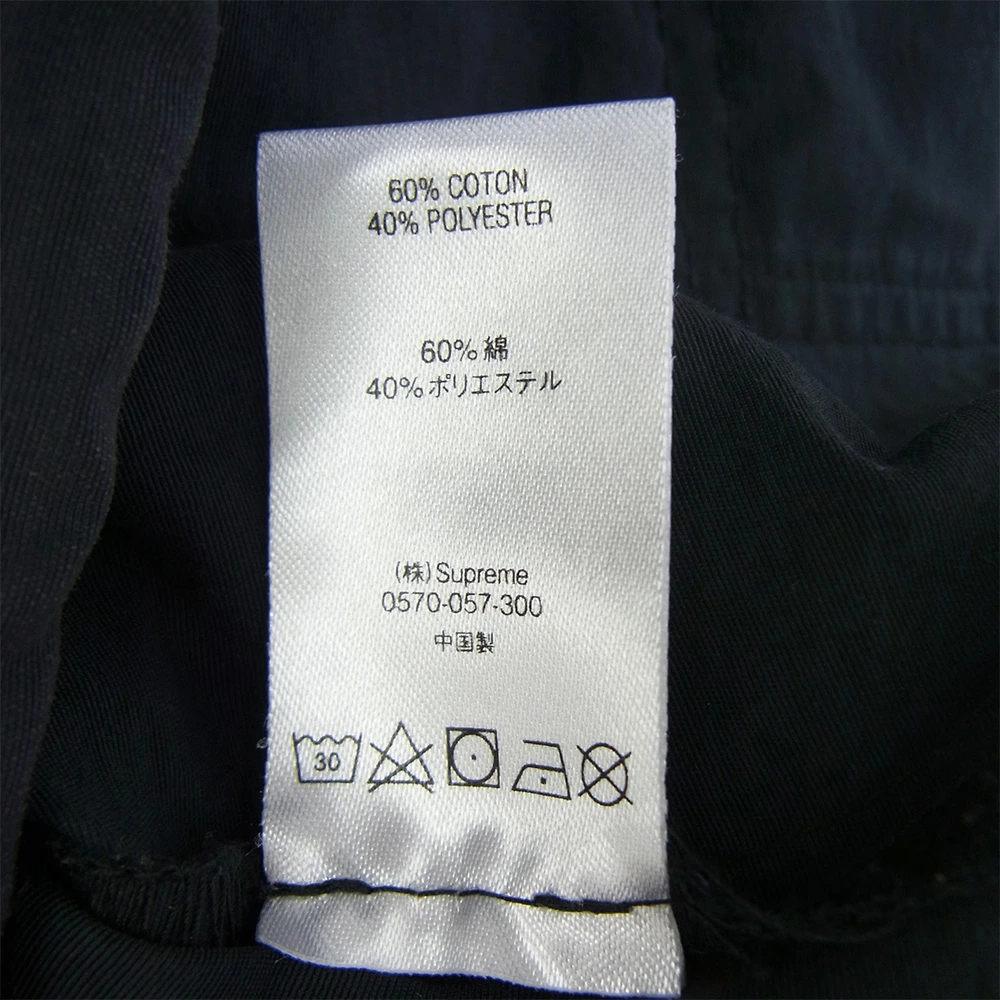 60% COTON
40% POLYESTER
60% 綿
40% ポリエステル
(株) Supreme
0570-057-300
中国製
30